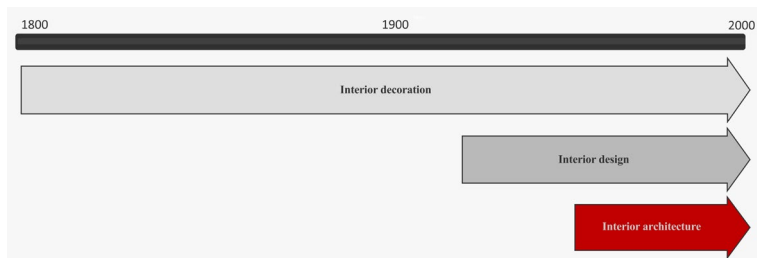 1800 1900 2000
Interior decoration
Interior design
Interior architecture